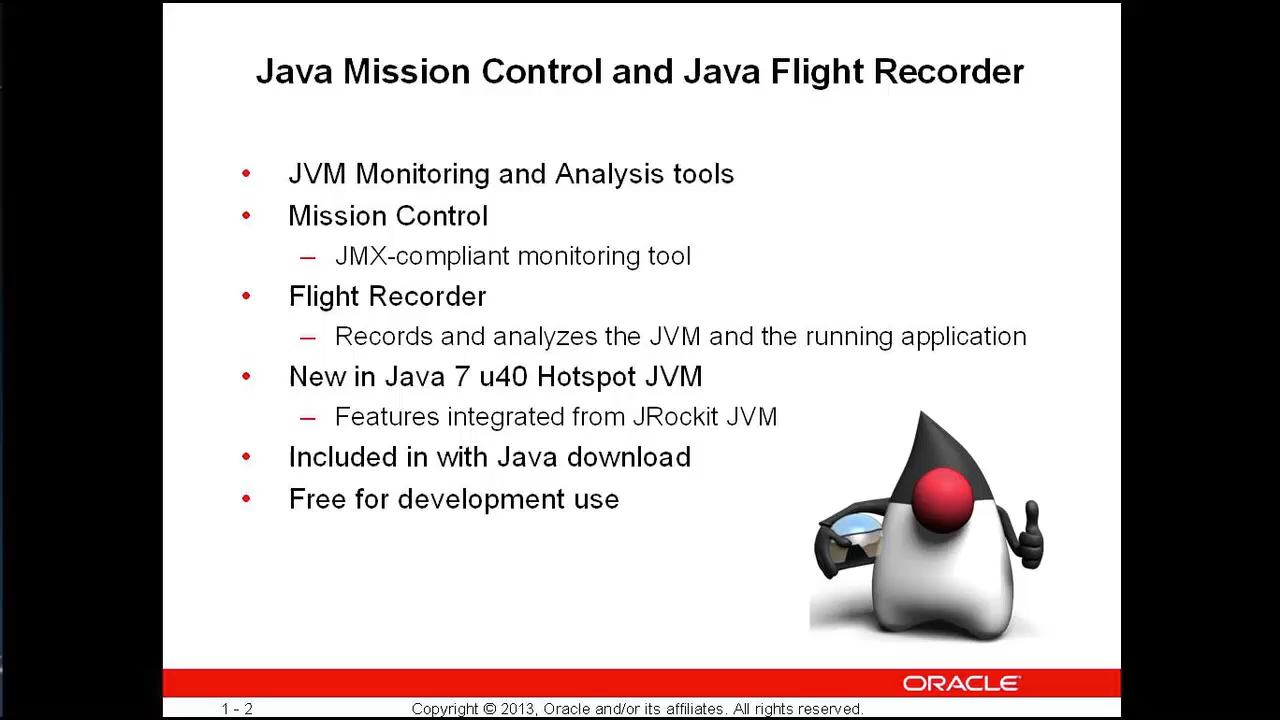 Java Mission Control and Java Flight Recorder
• JVM Monitoring and Analysis tools
• Mission Control
– JMX-compliant monitoring tool
• Flight Recorder
– Records and analyzes the JVM and the running application
• New in Java 7 u40 Hotspot JVM
– Features integrated from JRockit JVM
• Included in with Java download
• Free for development use
ORACLE
1 - 2
Copyright © 2013, Oracle and/or its affiliates. All rights reserved.